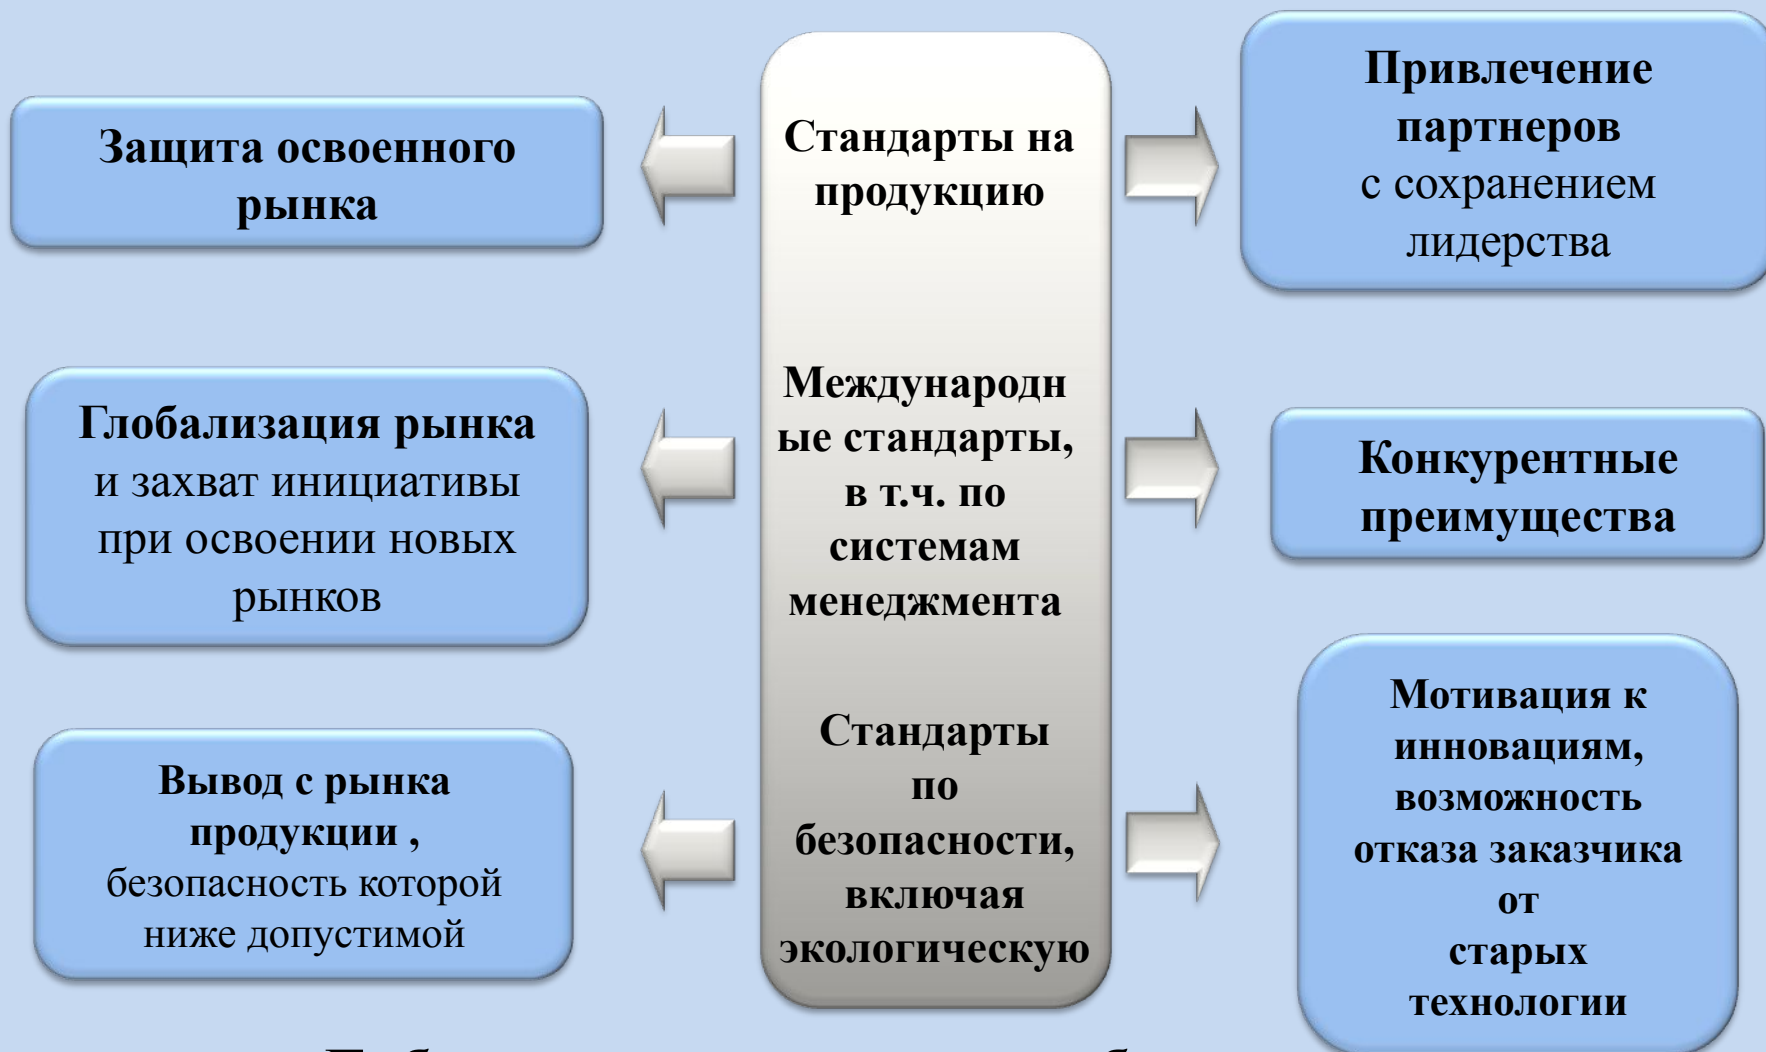 Защита освоенного
рынка
Стандарты на
продукцию
Привлечение
партнеров
с сохранением
лидерства
Глобализация рынка
и захват инициативы
при освоении новых
рынков
Международн
ые стандарты,
в т.ч. по
системам
менеджмента
Конкурентные
преимущества
Вывод с рынка
продукции ,
безопасность которой
ниже допустимой
Стандарты
по
безопасности,
включая
экологическую
Мотивация к
инновациям,
возможность
отказа заказчика
от
старых
технологии